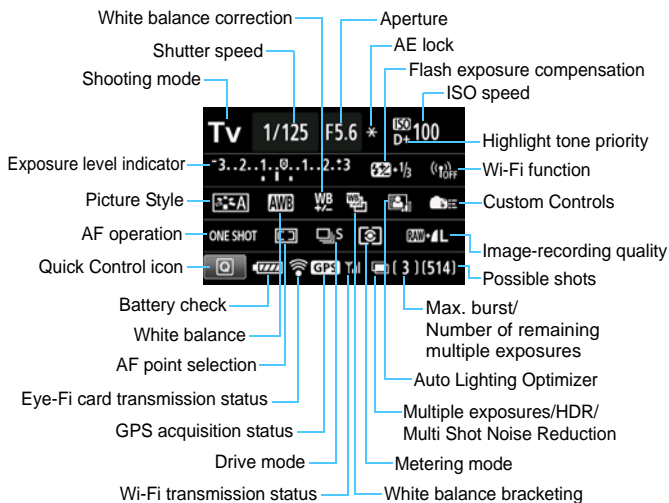 White balance correction
Aperture
Shutter speed
AE lock
Shooting mode
Flash exposure compensation
ISO speed
Tv 1/125 F5.6 * ISO 100
D+
Highlight tone priority
Exposure level indicator
-3..2..1..0..1..2..+3
+1/3
OFF
Wi-Fi function
Picture Style
A AWB WB +/- WB
Custom Controls
AF operation
ONE SHOT S RAW+L
Image-recording quality
Quick Control icon
Q GPS [ 3 ] [514]
Possible shots
Battery check
Max. burst/
Number of remaining
multiple exposures
White balance
AF point selection
Auto Lighting Optimizer
Eye-Fi card transmission status
Multiple exposures/HDR/
Multi Shot Noise Reduction
GPS acquisition status
Drive mode
Metering mode
Wi-Fi transmission status
White balance bracketing